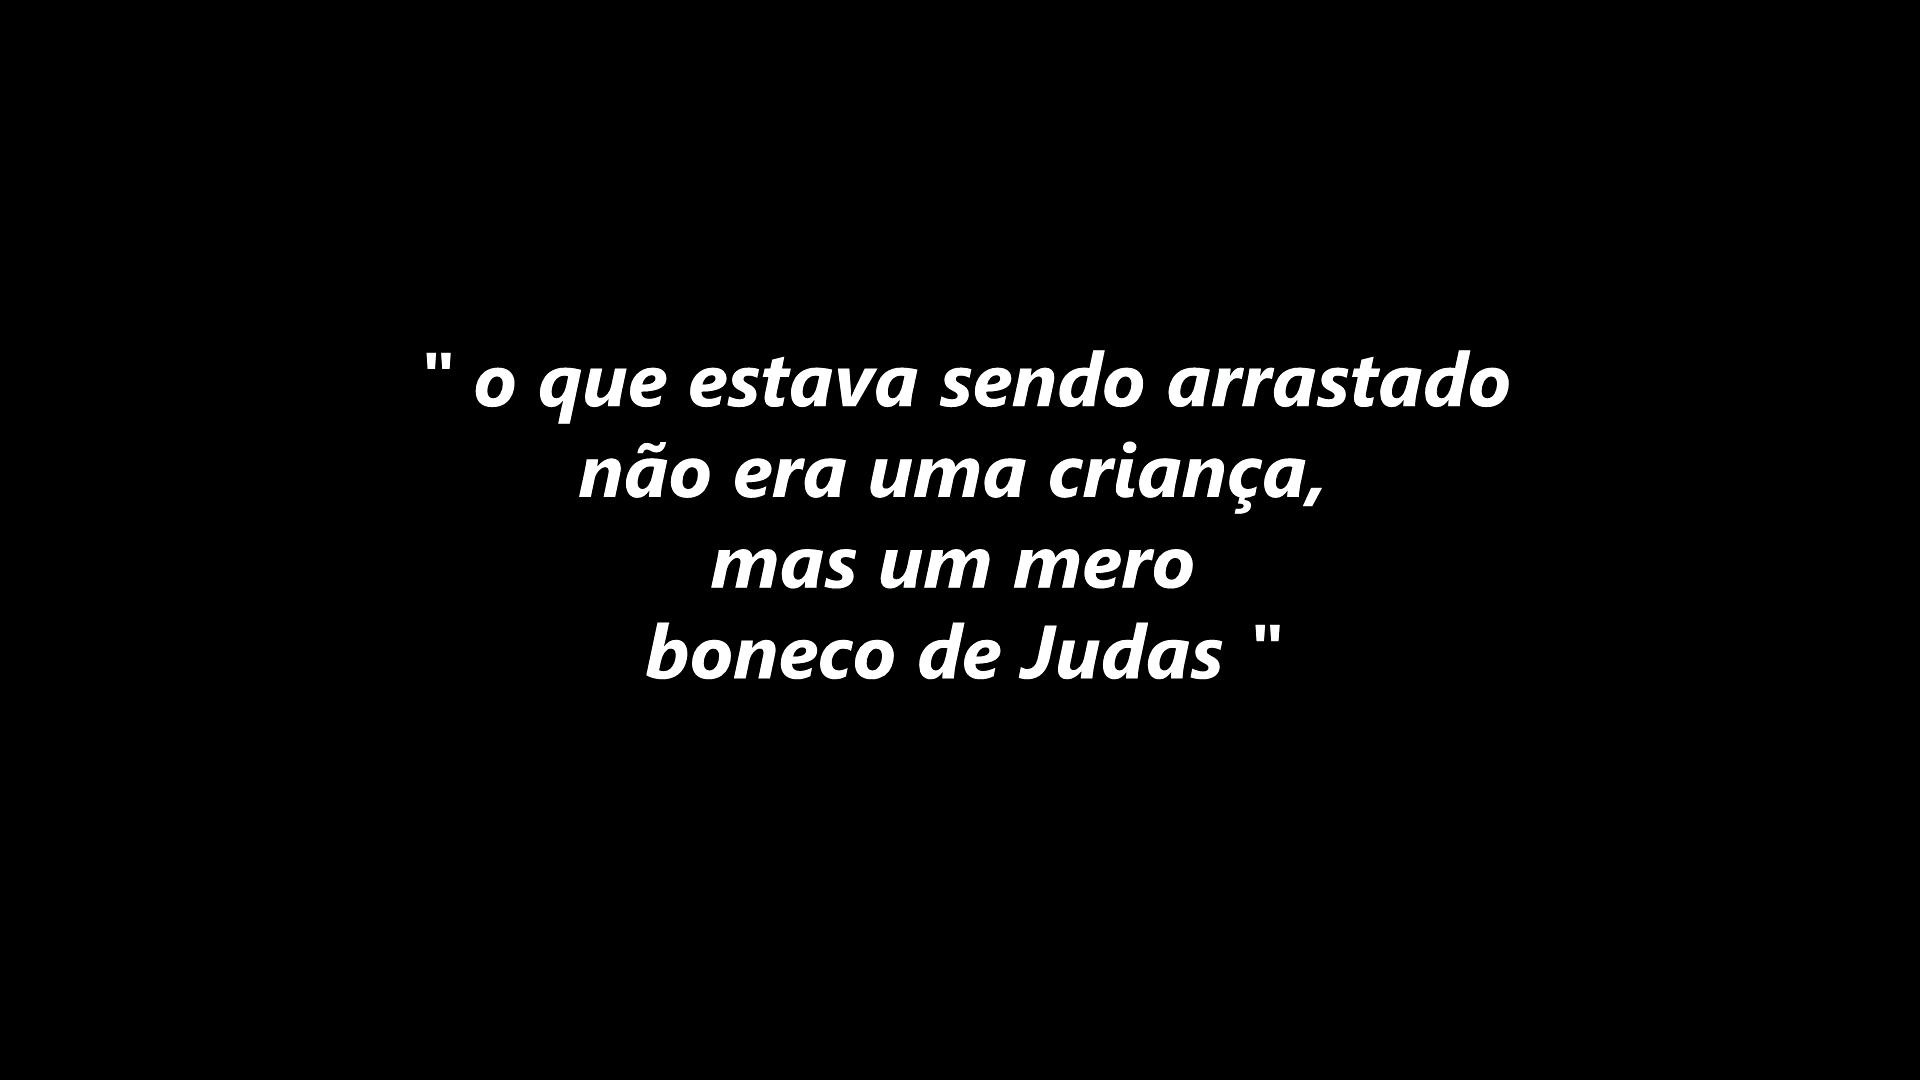 " o que estava sendo arrastado
não era uma criança,
mas um mero
boneco de Judas "